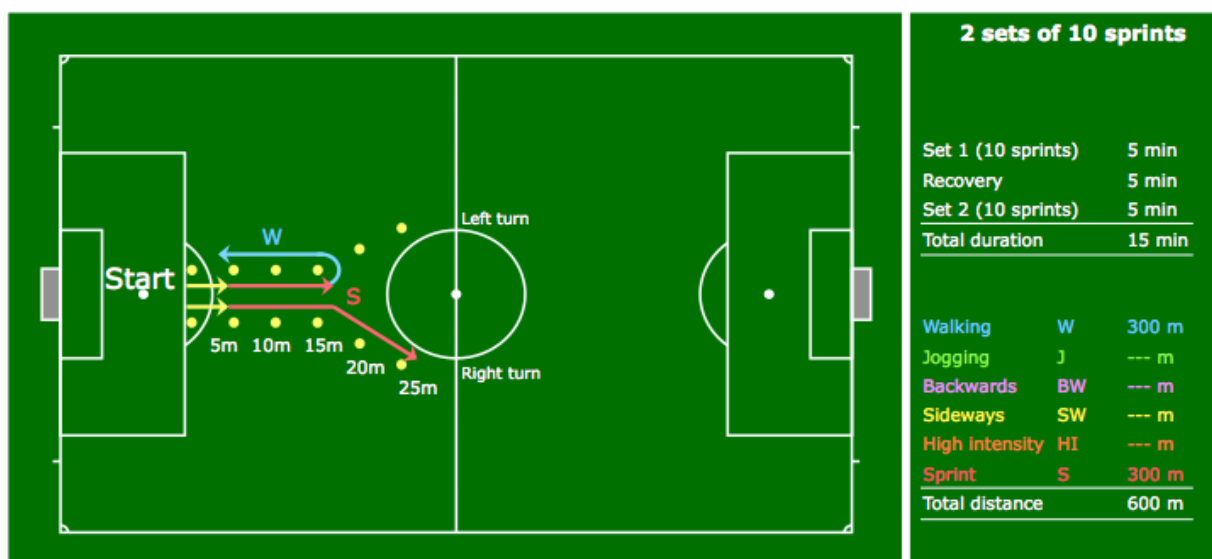 2 sets of 10 sprints
Set 1 (10 sprints) 5 min
Recovery 5 min
Set 2 (10 sprints) 5 min
Total duration 15 min
Left turn
W
Start
S
5m 10m 15m
20m
25m
Right turn
Walking W 300 m
Jogging J --- m
Backwards BW --- m
Sideways SW --- m
High intensity HI --- m
Sprint S 300 m
Total distance 600 m